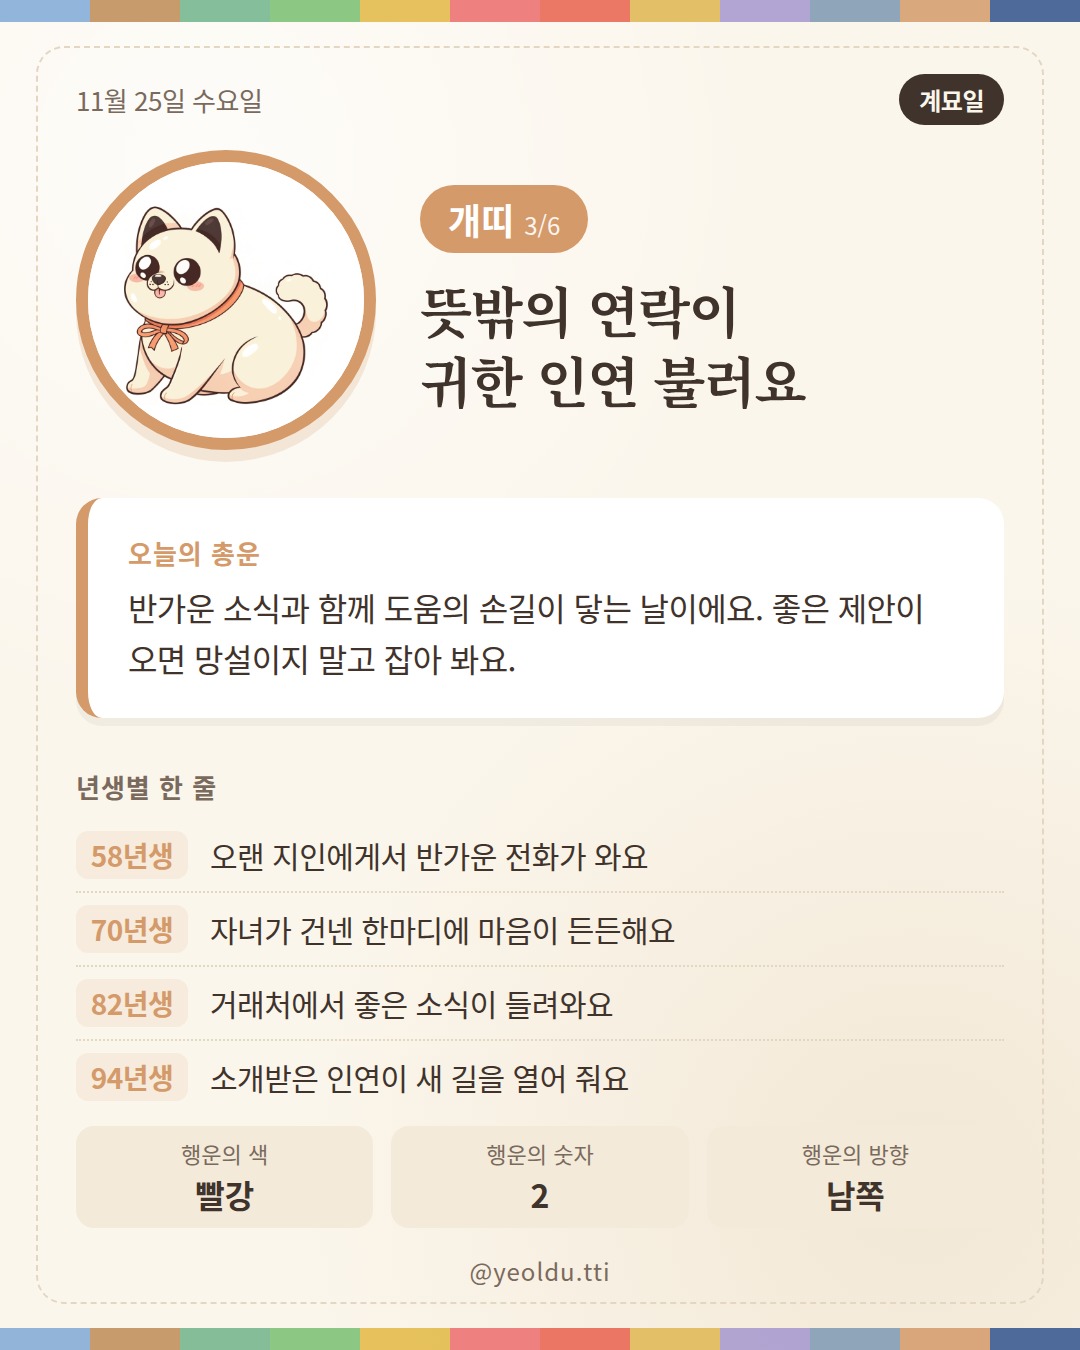 11월 25일 수요일
계묘일
개띠 3/6
뜻밖의 연락이
귀한 인연 불러요
오늘의 총운
반가운 소식과 함께 도움의 손길이 닿는 날이에요. 좋은 제안이
오면 망설이지 말고 잡아 봐요.
년생별 한 줄
58년생 오랜 지인에게서 반가운 전화가 와요
70년생 자녀가 건넨 한마디에 마음이 든든해요
82년생 거래처에서 좋은 소식이 들려와요
94년생 소개받은 인연이 새 길을 열어 줘요
행운의 색
빨강
행운의 숫자
2
행운의 방향
남쪽
@yeoldu.tti